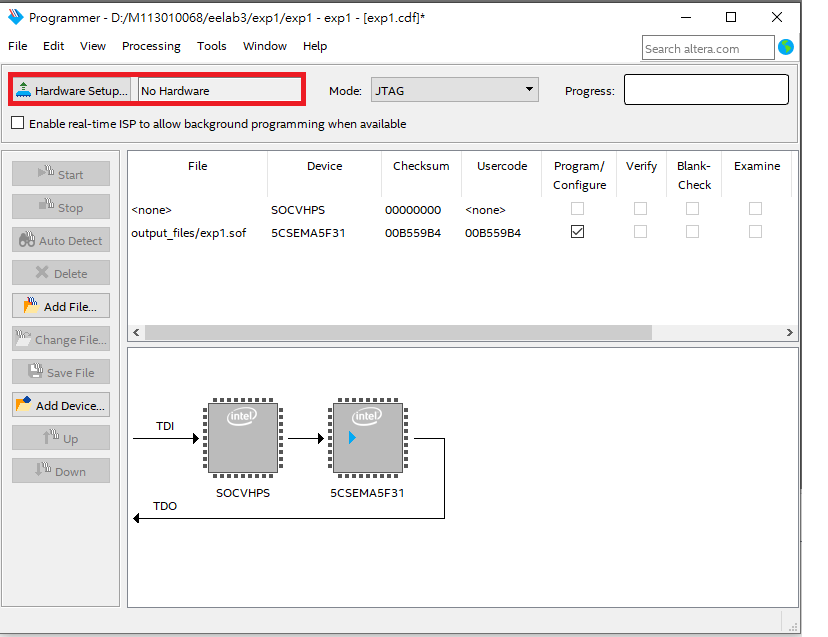 Programmer - D:/M113010068/eelab3/exp1/exp1 - exp1 - [exp1.cdf]*
File Edit View Processing Tools Window Help
Search altera.com
Hardware Setup... No Hardware Mode: JTAG Progress:
Enable real-time ISP to allow background programming when available
Start
Stop
Auto Detect
Delete
Add File...
Change File...
Save File
Add Device...
Up
Down
File Device Checksum Usercode Program/ Verify Blank- Examine
Configure Check
<none> SOCVHPS 00000000 <none>
output_files/exp1.sof 5CSEMA5F31 00B559B4 00B559B4
TDI
intel
intel
SOCVHPS
5CSEMA5F31
TDO